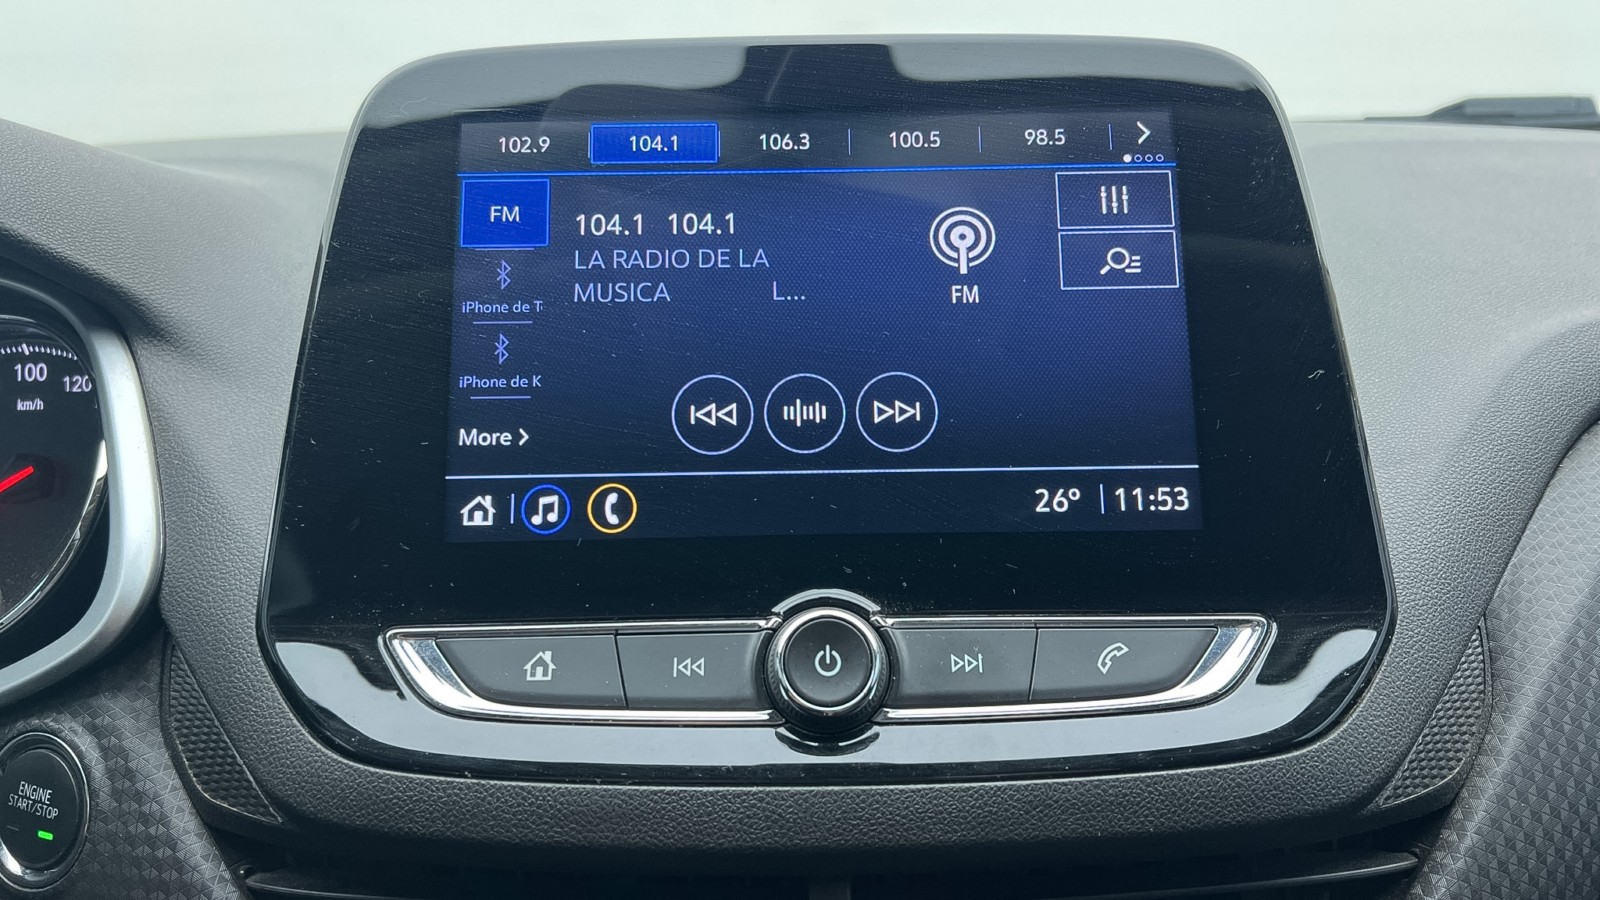 102.9 104.1 106.3 100.5 98.5
FM
104.1 104.1
LA RADIO DE LA
MUSICA L...
FM
iPhone de T
iPhone de K
More
26° 11:53
100
120
km/h
ENGINE
START/STOP